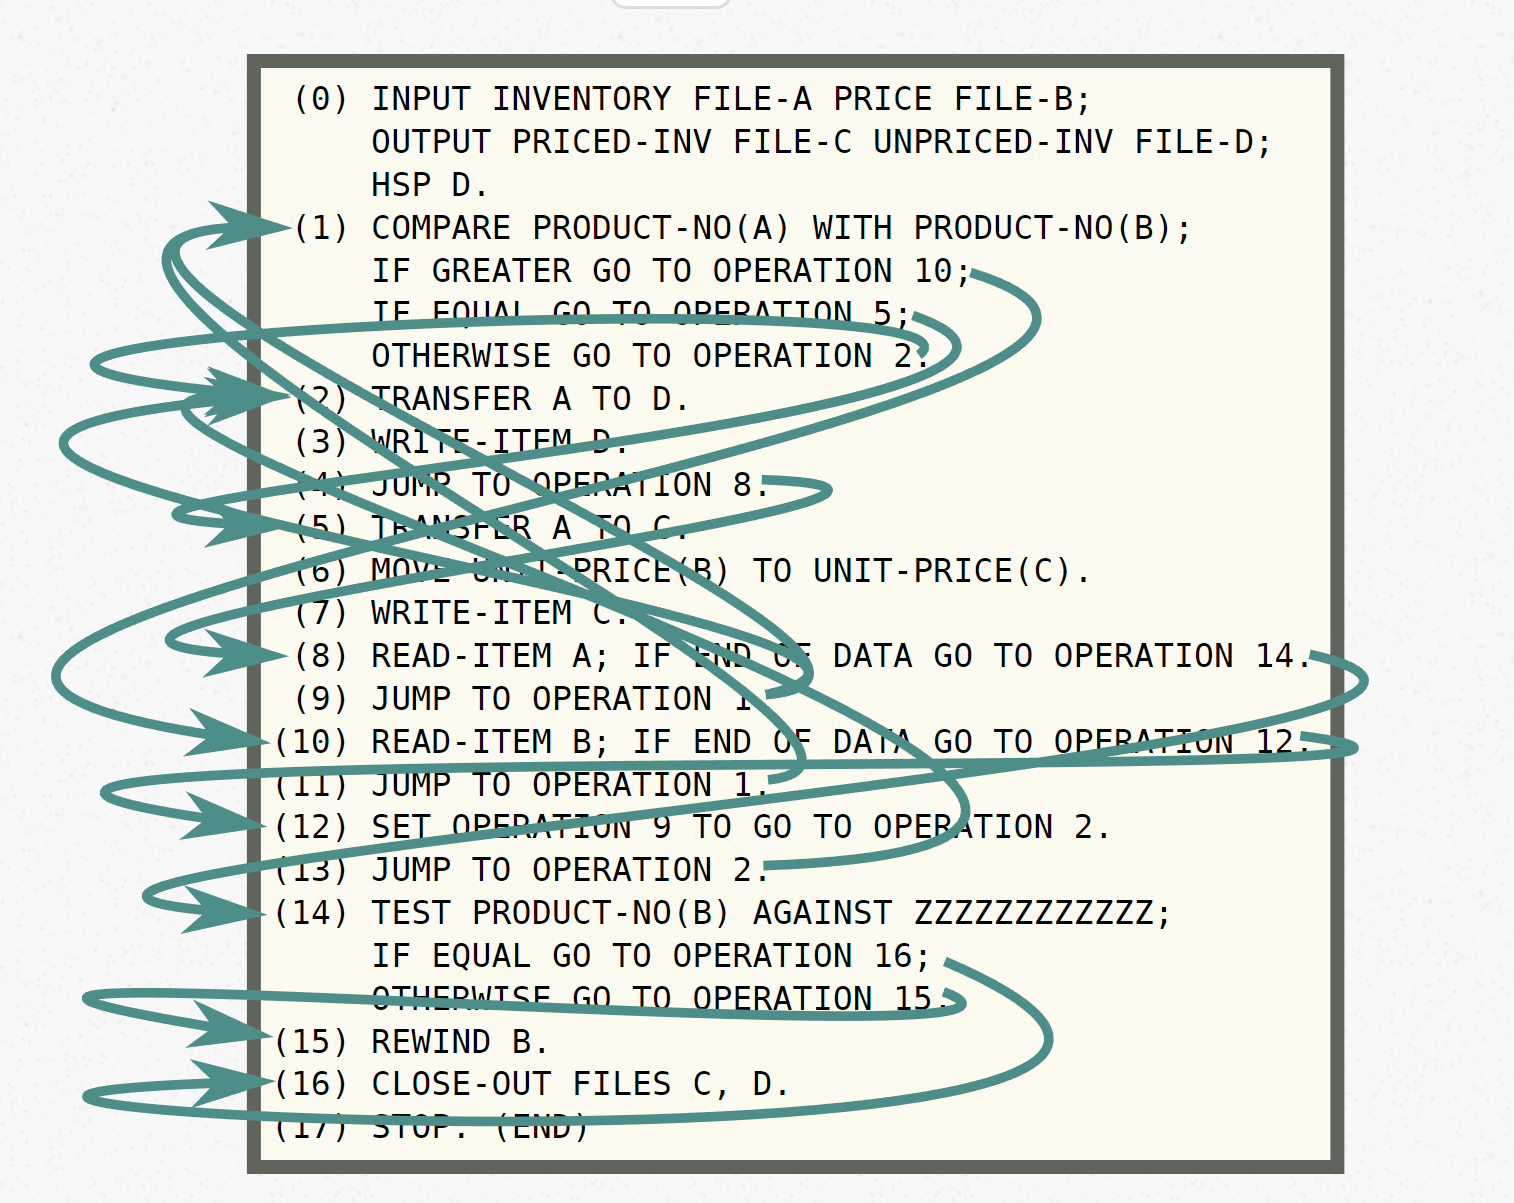 (0) INPUT INVENTORY FILE-A PRICE FILE-B;
OUTPUT PRICED-INV FILE-C UNPRICED-INV FILE-D;
HSP D.
(1) COMPARE PRODUCT-NO(A) WITH PRODUCT-NO(B);
IF GREATER GO TO OPERATION 10;
IF EQUAL GO TO OPERATION 5;
OTHERWISE GO TO OPERATION 2.
(2) TRANSFER A TO D.
(3) WRITE-ITEM D.
(4) JUMP TO OPERATION 8.
(5) TRANSFER A TO C.
(6) MOVE UNIT-PRICE(B) TO UNIT-PRICE(C).
(7) WRITE-ITEM C.
(8) READ-ITEM A; IF END OF DATA GO TO OPERATION 14.
(9) JUMP TO OPERATION 1
(10) READ-ITEM B; IF END OF DATA GO TO OPERATION 12.
(11) JUMP TO OPERATION 1.
(12) SET OPERATION 9 TO GO TO OPERATION 2.
(13) JUMP TO OPERATION 2.
(14) TEST PRODUCT-NO(B) AGAINST ZZZZZZZZZZZZ;
IF EQUAL GO TO OPERATION 16;
OTHERWISE GO TO OPERATION 15.
(15) REWIND B.
(16) CLOSE-OUT FILES C, D.
(17) STOP. (END)